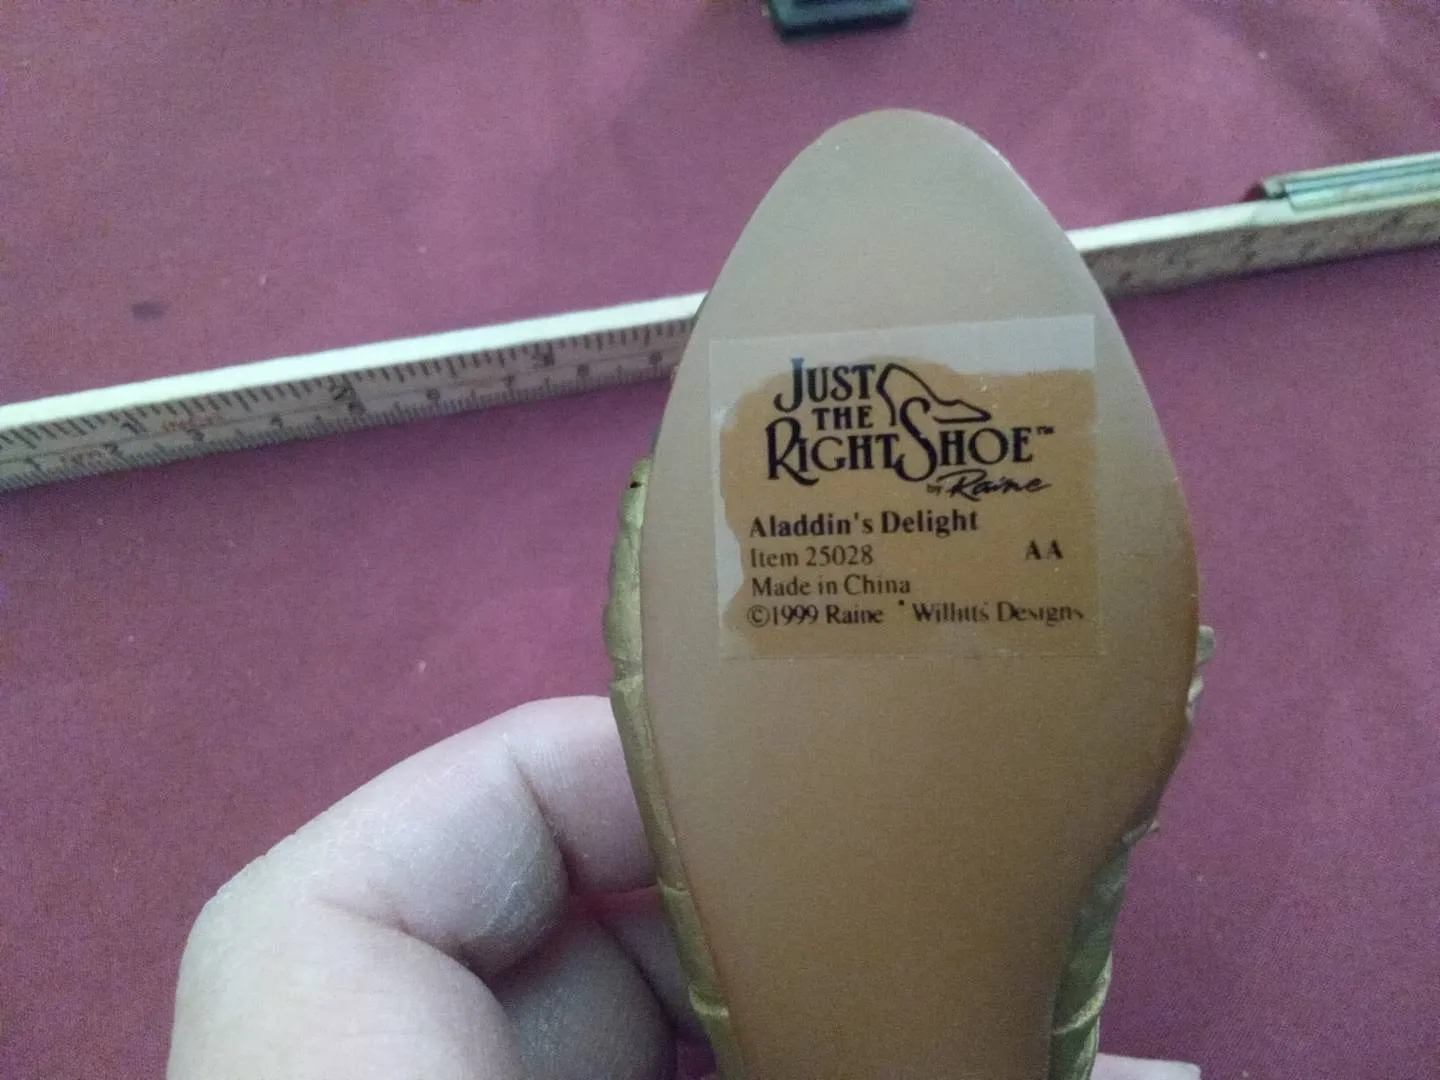 JUST
THE
RIGHT SHOE™
by Raine
Aladdin's Delight
Item 25028 AA
Made in China
©1999 Raine • Willitts Designs